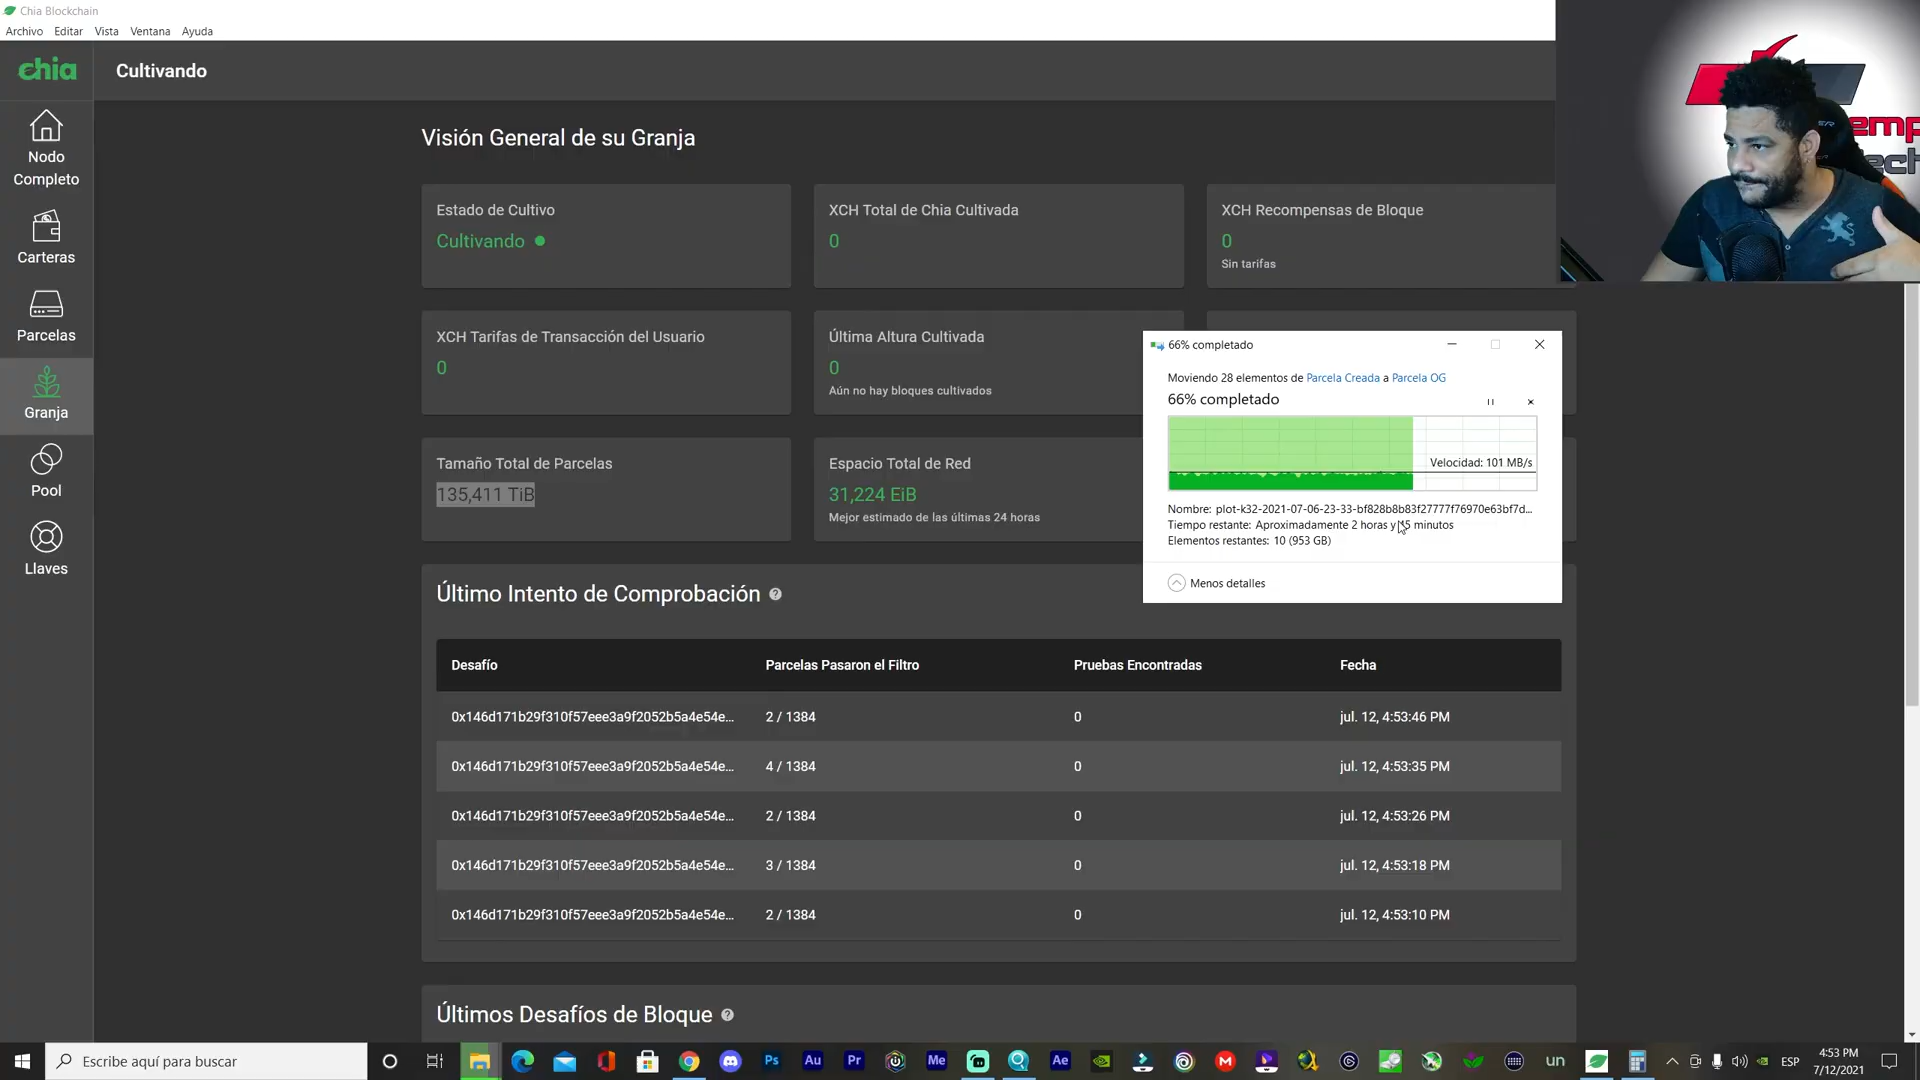 Chia Blockchain
Archivo Editar Vista Ventana Ayuda
chia
Cultivando
Nodo
Completo
Carteras
Parcelas
Granja
Pool
Llaves
Visión General de su Granja
Estado de Cultivo
Cultivando
XCH Total de Chia Cultivada
0
XCH Recompensas de Bloque
0
Sin tarifas
XCH Tarifas de Transacción del Usuario
0
Última Altura Cultivada
0
Aún no hay bloques cultivados
Tamaño Total de Parcelas
135,411 TiB
Espacio Total de Red
31,224 EiB
Mejor estimado de las últimas 24 horas
66% completado
Moviendo 28 elementos de Parcela Creada a Parcela OG
66% completado
Velocidad: 101 MB/s
Nombre: plot-k32-2021-07-06-23-33-bf828b8b83f27777f76970e63bf7d...
Tiempo restante: Aproximadamente 2 horas y minutos
Elementos restantes: 10 (953 GB)
Menos detalles
Último Intento de Comprobación
Desafío Parcelas Pasaron el Filtro Pruebas Encontradas Fecha
0x146d171b29f310f57eee3a9f2052b5a4e54e... 2 / 1384 0 jul. 12, 4:53:46 PM
0x146d171b29f310f57eee3a9f2052b5a4e54e... 4 / 1384 0 jul. 12, 4:53:35 PM
0x146d171b29f310f57eee3a9f2052b5a4e54e... 2 / 1384 0 jul. 12, 4:53:26 PM
0x146d171b29f310f57eee3a9f2052b5a4e54e... 3 / 1384 0 jul. 12, 4:53:18 PM
0x146d171b29f310f57eee3a9f2052b5a4e54e... 2 / 1384 0 jul. 12, 4:53:10 PM
Últimos Desafíos de Bloque
Escribe aquí para buscar
Ps Au Pr Me Ae un
ESP
4:53 PM
7/12/2021